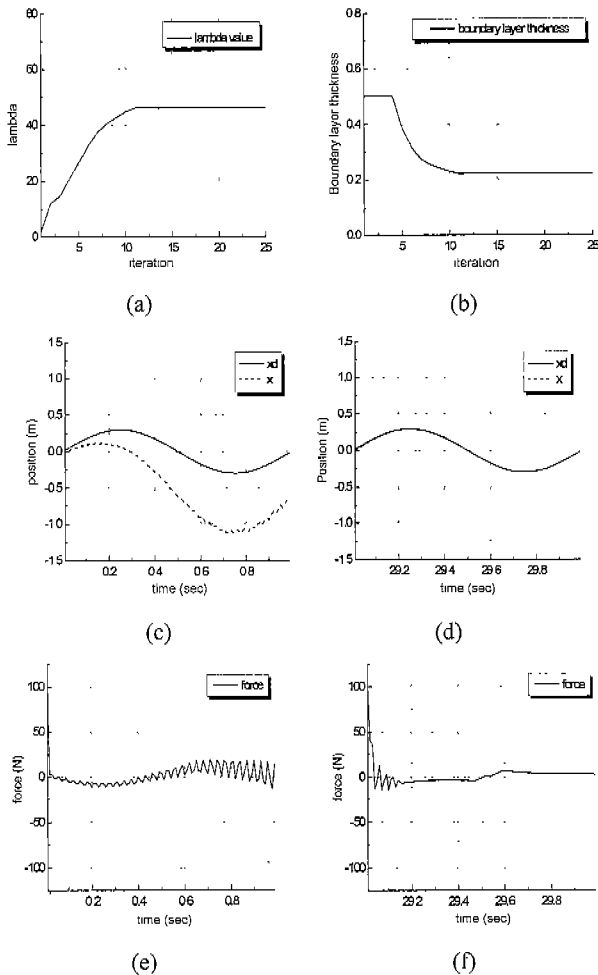 80
60
40
20
0
lambda
lambda value
5
10
15
20
25
iteration
(a)
0.8
0.6
0.4
0.2
0.0
Boundary layer thickness
boundary layer thickness
5
10
15
20
25
iteration
(b)
1.5
1.0
0.5
0.0
-0.5
-1.0
-1.5
position (m)
xd
x
0.2
0.4
0.6
0.8
time (sec)
(c)
1.5
1.0
0.5
0.0
-0.5
-1.0
-1.5
Position (m)
xd
x
29.2
29.4
29.6
29.8
time (sec)
(d)
100
50
0
-50
-100
force (N)
force
0.2
0.4
0.6
0.8
time (sec)
(e)
100
50
0
-50
-100
force (N)
force
29.2
29.4
29.6
29.8
time (sec)
(f)